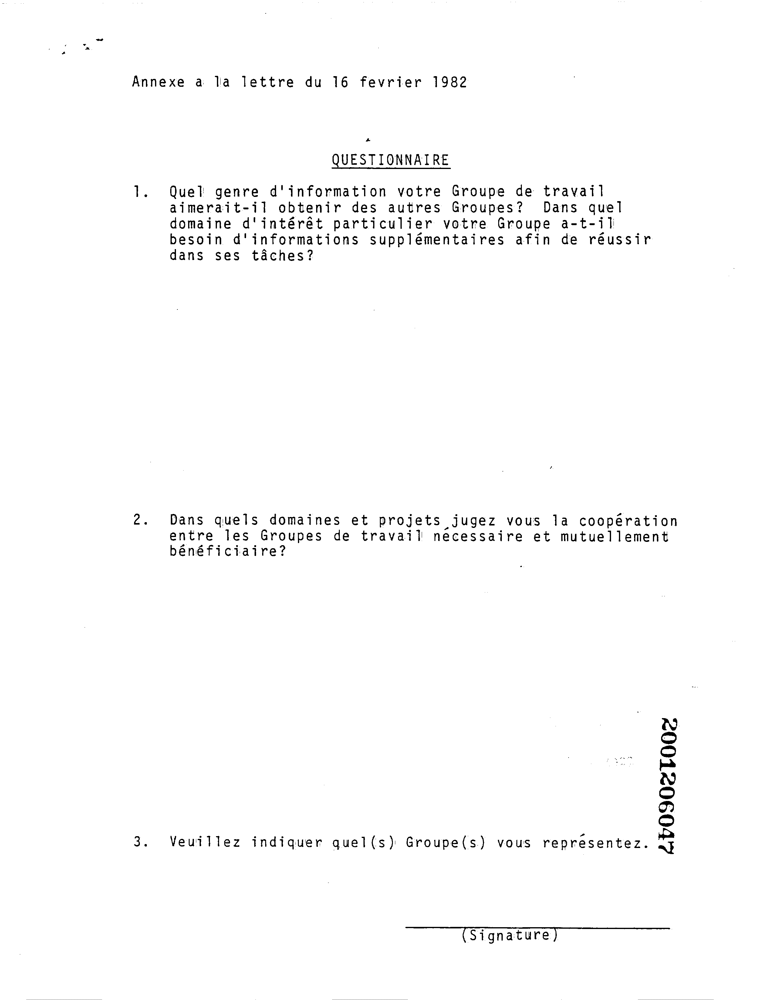 Annexe a la lettre du 16 fevrier 1982
QUESTIONNAIRE
1. Quel genre d'information votre Groupe de travail
aimerait-il obtenir des autres Groupes? Dans quel
domaine d'intérêt particulier votre Groupe a-t-il
besoin d'informations supplémentaires afin de réussir
dans ses tâches?
2. Dans quels domaines et projets jugez vous la coopération
entre les Groupes de travail nécessaire et mutuellement
bénéficiaire?
2001206047
3. Veuillez indiquer quel(s) Groupe(s) vous représentez.
(Signature)